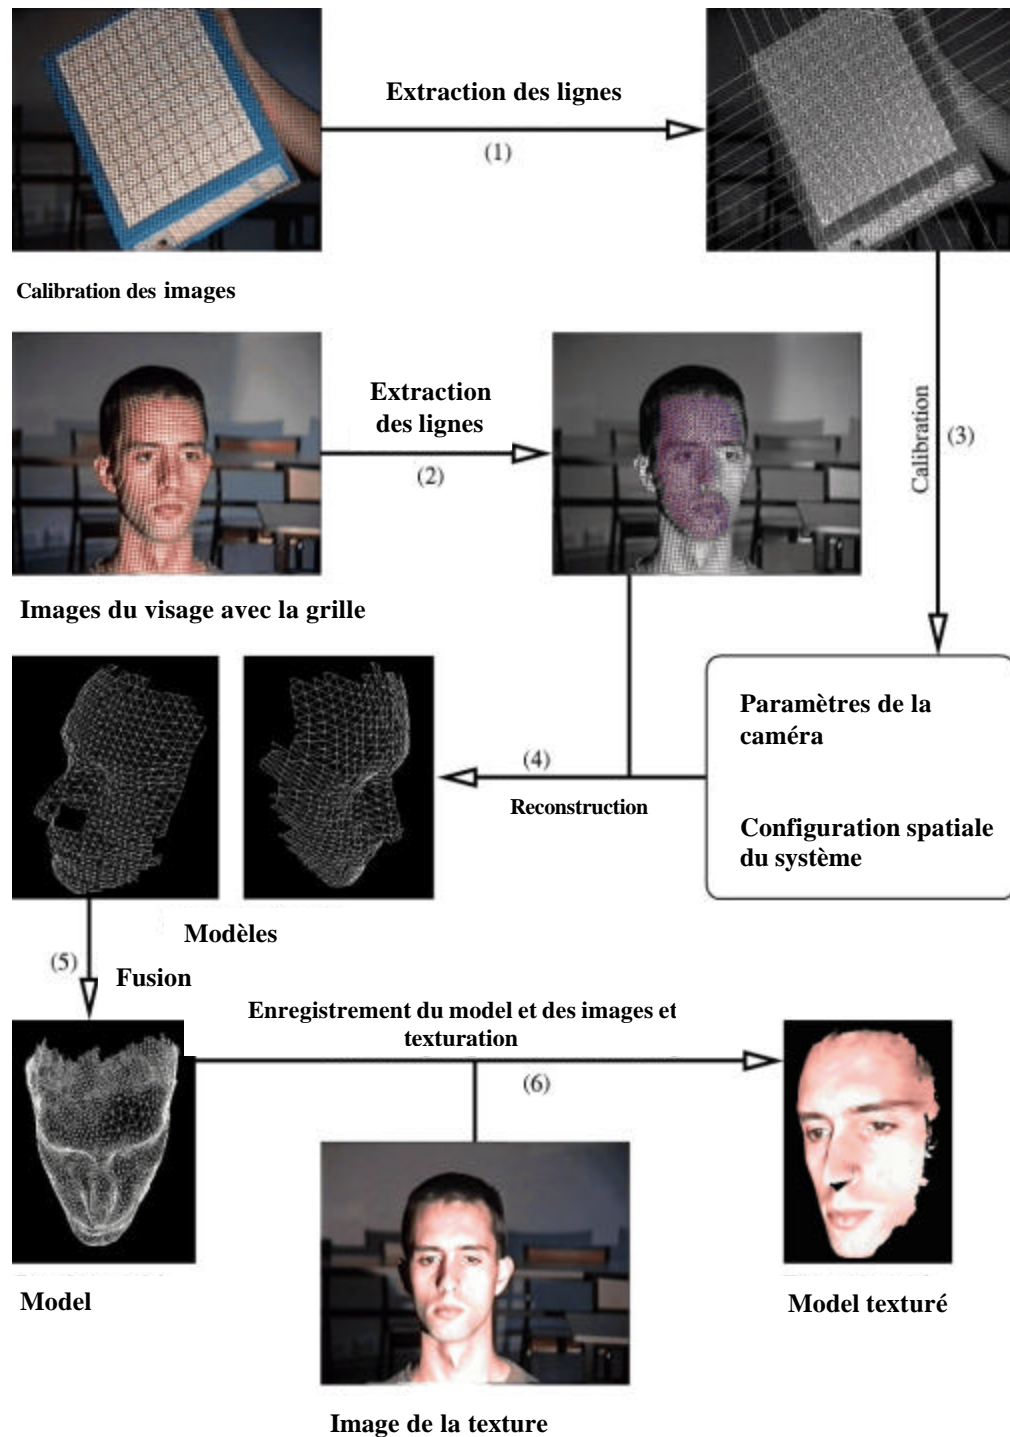 Extraction des lignes
(1)
Calibration des images
Extraction
des lignes
(2)
Calibration
(3)
Images du visage avec la grille
Paramètres de la
caméra
Configuration spatiale
du système
(4)
Reconstruction
Modèles
(5)
Fusion
Enregistrement du model et des images et
texturation
(6)
Model
Model texturé
Image de la texture